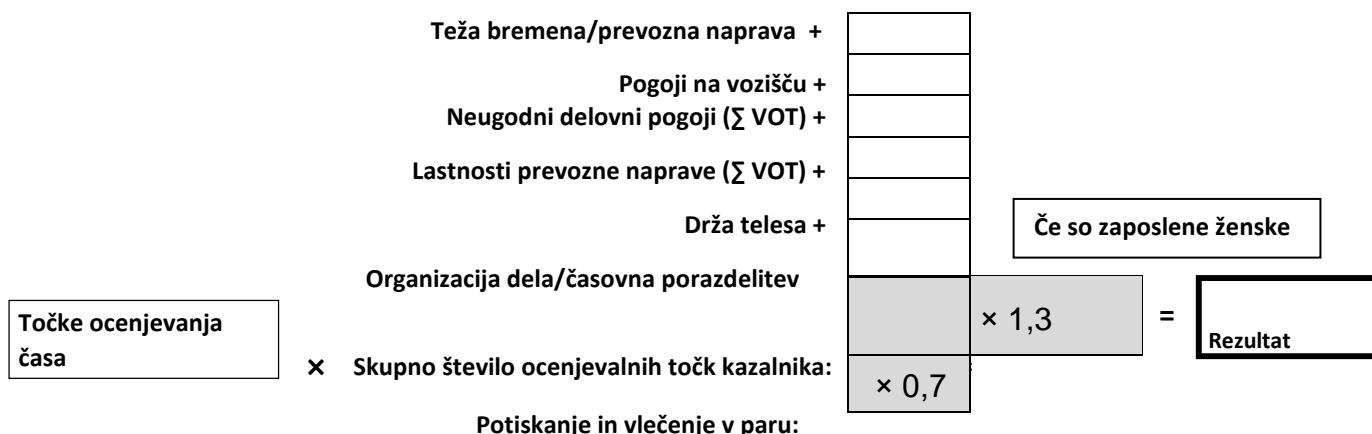 Teža bremena/prevozna naprava +
Pogoji na vozišču +
Neugodni delovni pogoji (∑ VOT) +
Lastnosti prevozne naprave (∑ VOT) +
Drža telesa +
Če so zaposlene ženske
Organizacija dela/časovna porazdelitev
Točke ocenjevanja
časa
× Skupno število ocenjevalnih točk kazalnika:
× 1,3
=
Rezultat
× 0,7
Potiskanje in vlečenje v paru: